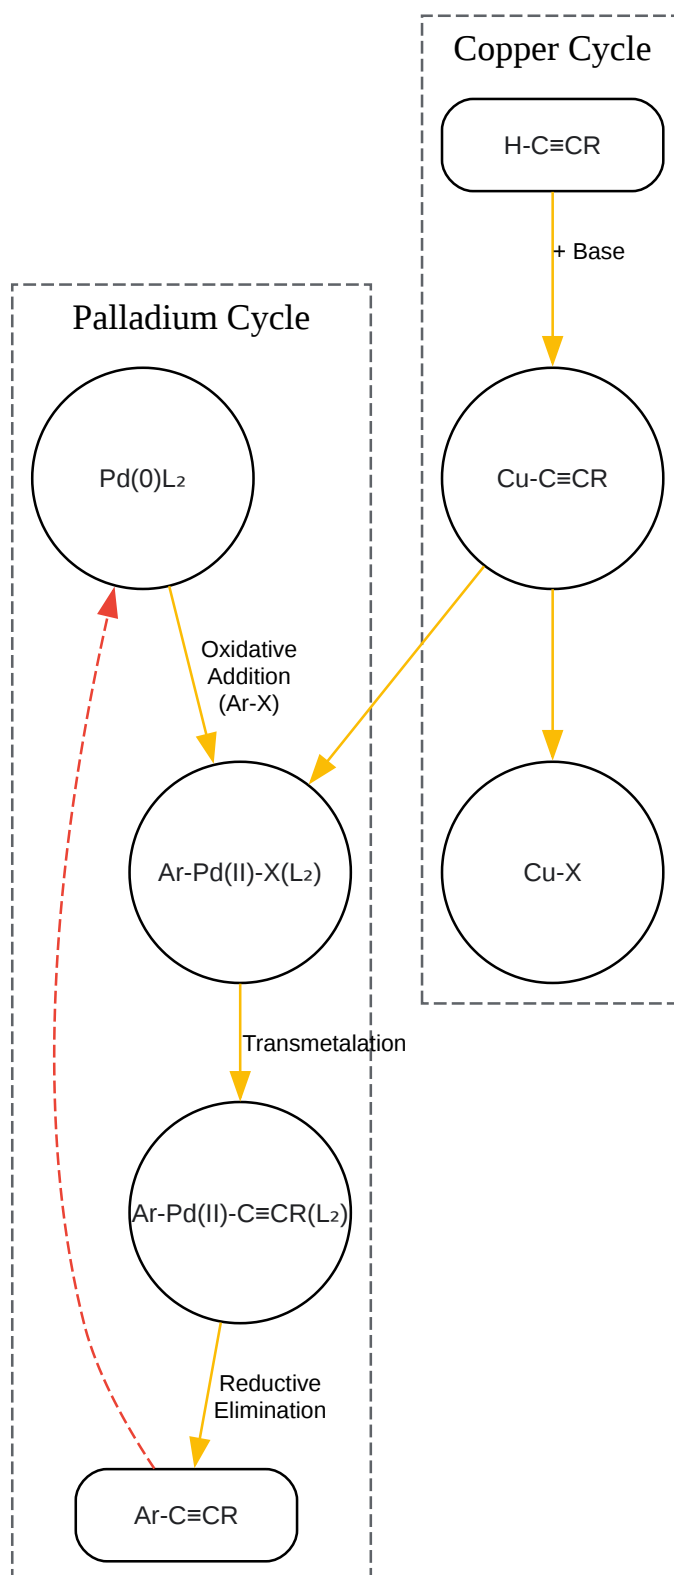 Copper Cycle
H-C≡CR
+ Base
Palladium Cycle
Pd(0)L₂
Cu-C≡CR
Oxidative
Addition
(Ar-X)
Ar-Pd(II)-X(L₂)
Cu-X
Transmetalation
Ar-Pd(II)-C≡CR(L₂)
Reductive
Elimination
Ar-C≡CR